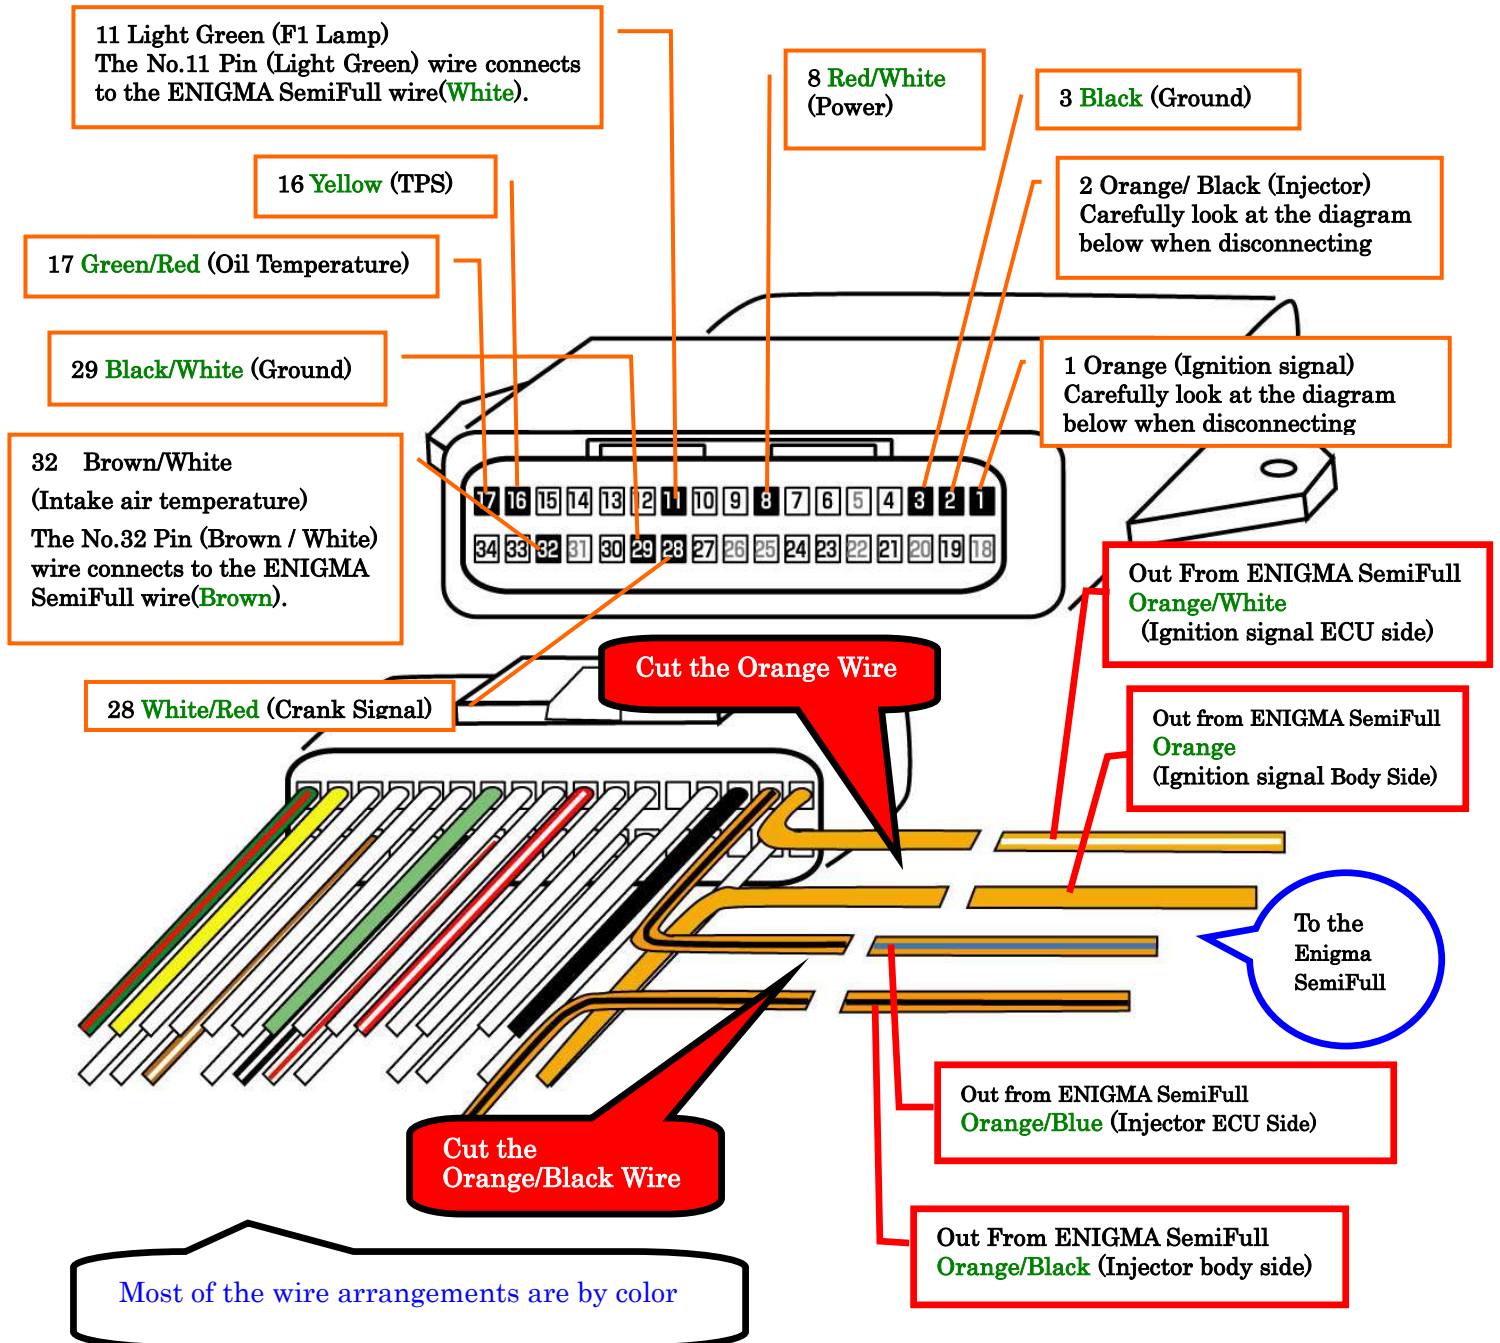 11 Light Green (F1 Lamp)
The No.11 Pin (Light Green) wire connects
to the ENIGMA SemiFull wire(White).
8 Red/White
(Power)
3 Black (Ground)
16 Yellow (TPS)
2 Orange/ Black (Injector)
Carefully look at the diagram
below when disconnecting
17 Green/Red (Oil Temperature)
29 Black/White (Ground)
1 Orange (Ignition signal)
Carefully look at the diagram
below when disconnecting
32 Brown/White
(Intake air temperature)
The No.32 Pin (Brown / White)
wire connects to the ENIGMA
SemiFull wire(Brown).
17 16 15 14 13 12 11 10 9 8 7 6 5 4 3 2 1
34 33 32 31 30 29 28 27 26 25 24 23 22 21 20 19 18
Out From ENIGMA SemiFull
Orange/White
(Ignition signal ECU side)
Cut the Orange Wire
28 White/Red (Crank Signal)
Out from ENIGMA SemiFull
Orange
(Ignition signal Body Side)
To the
Enigma
SemiFull
Out from ENIGMA SemiFull
Orange/Blue (Injector ECU Side)
Cut the
Orange/Black Wire
Out From ENIGMA SemiFull
Orange/Black (Injector body side)
Most of the wire arrangements are by color